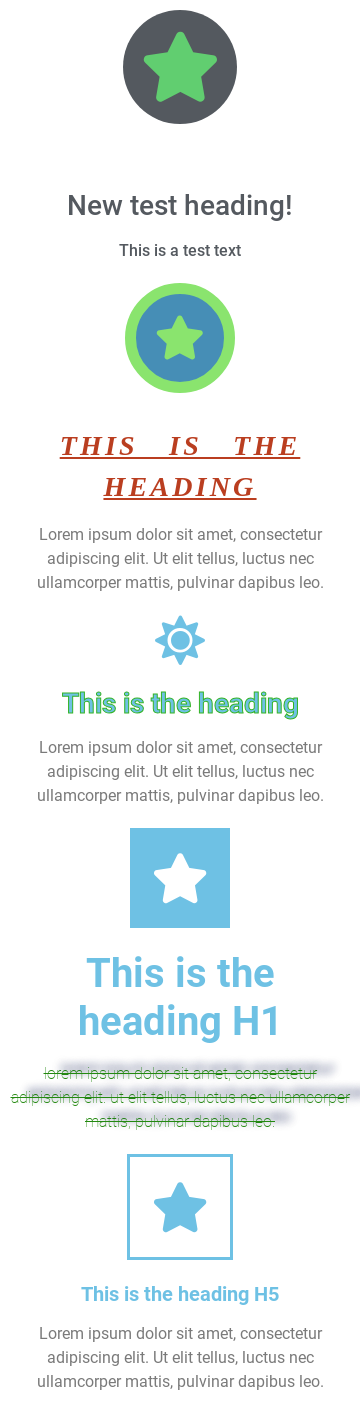 New test heading!
This is a test text
THIS IS THE
HEADING
Lorem ipsum dolor sit amet, consectetur
adipiscing elit. Ut elit tellus, luctus nec
ullamcorper mattis, pulvinar dapibus leo.
This is the heading
Lorem ipsum dolor sit amet, consectetur
adipiscing elit. Ut elit tellus, luctus nec
ullamcorper mattis, pulvinar dapibus leo.
This is the
heading H1
lorem ipsum dolor sit amet, consectetur
adipiscing elit. ut elit tellus, luctus nec ullamcorper
mattis, pulvinar dapibus leo.
This is the heading H5
Lorem ipsum dolor sit amet, consectetur
adipiscing elit. Ut elit tellus, luctus nec
ullamcorper mattis, pulvinar dapibus leo.